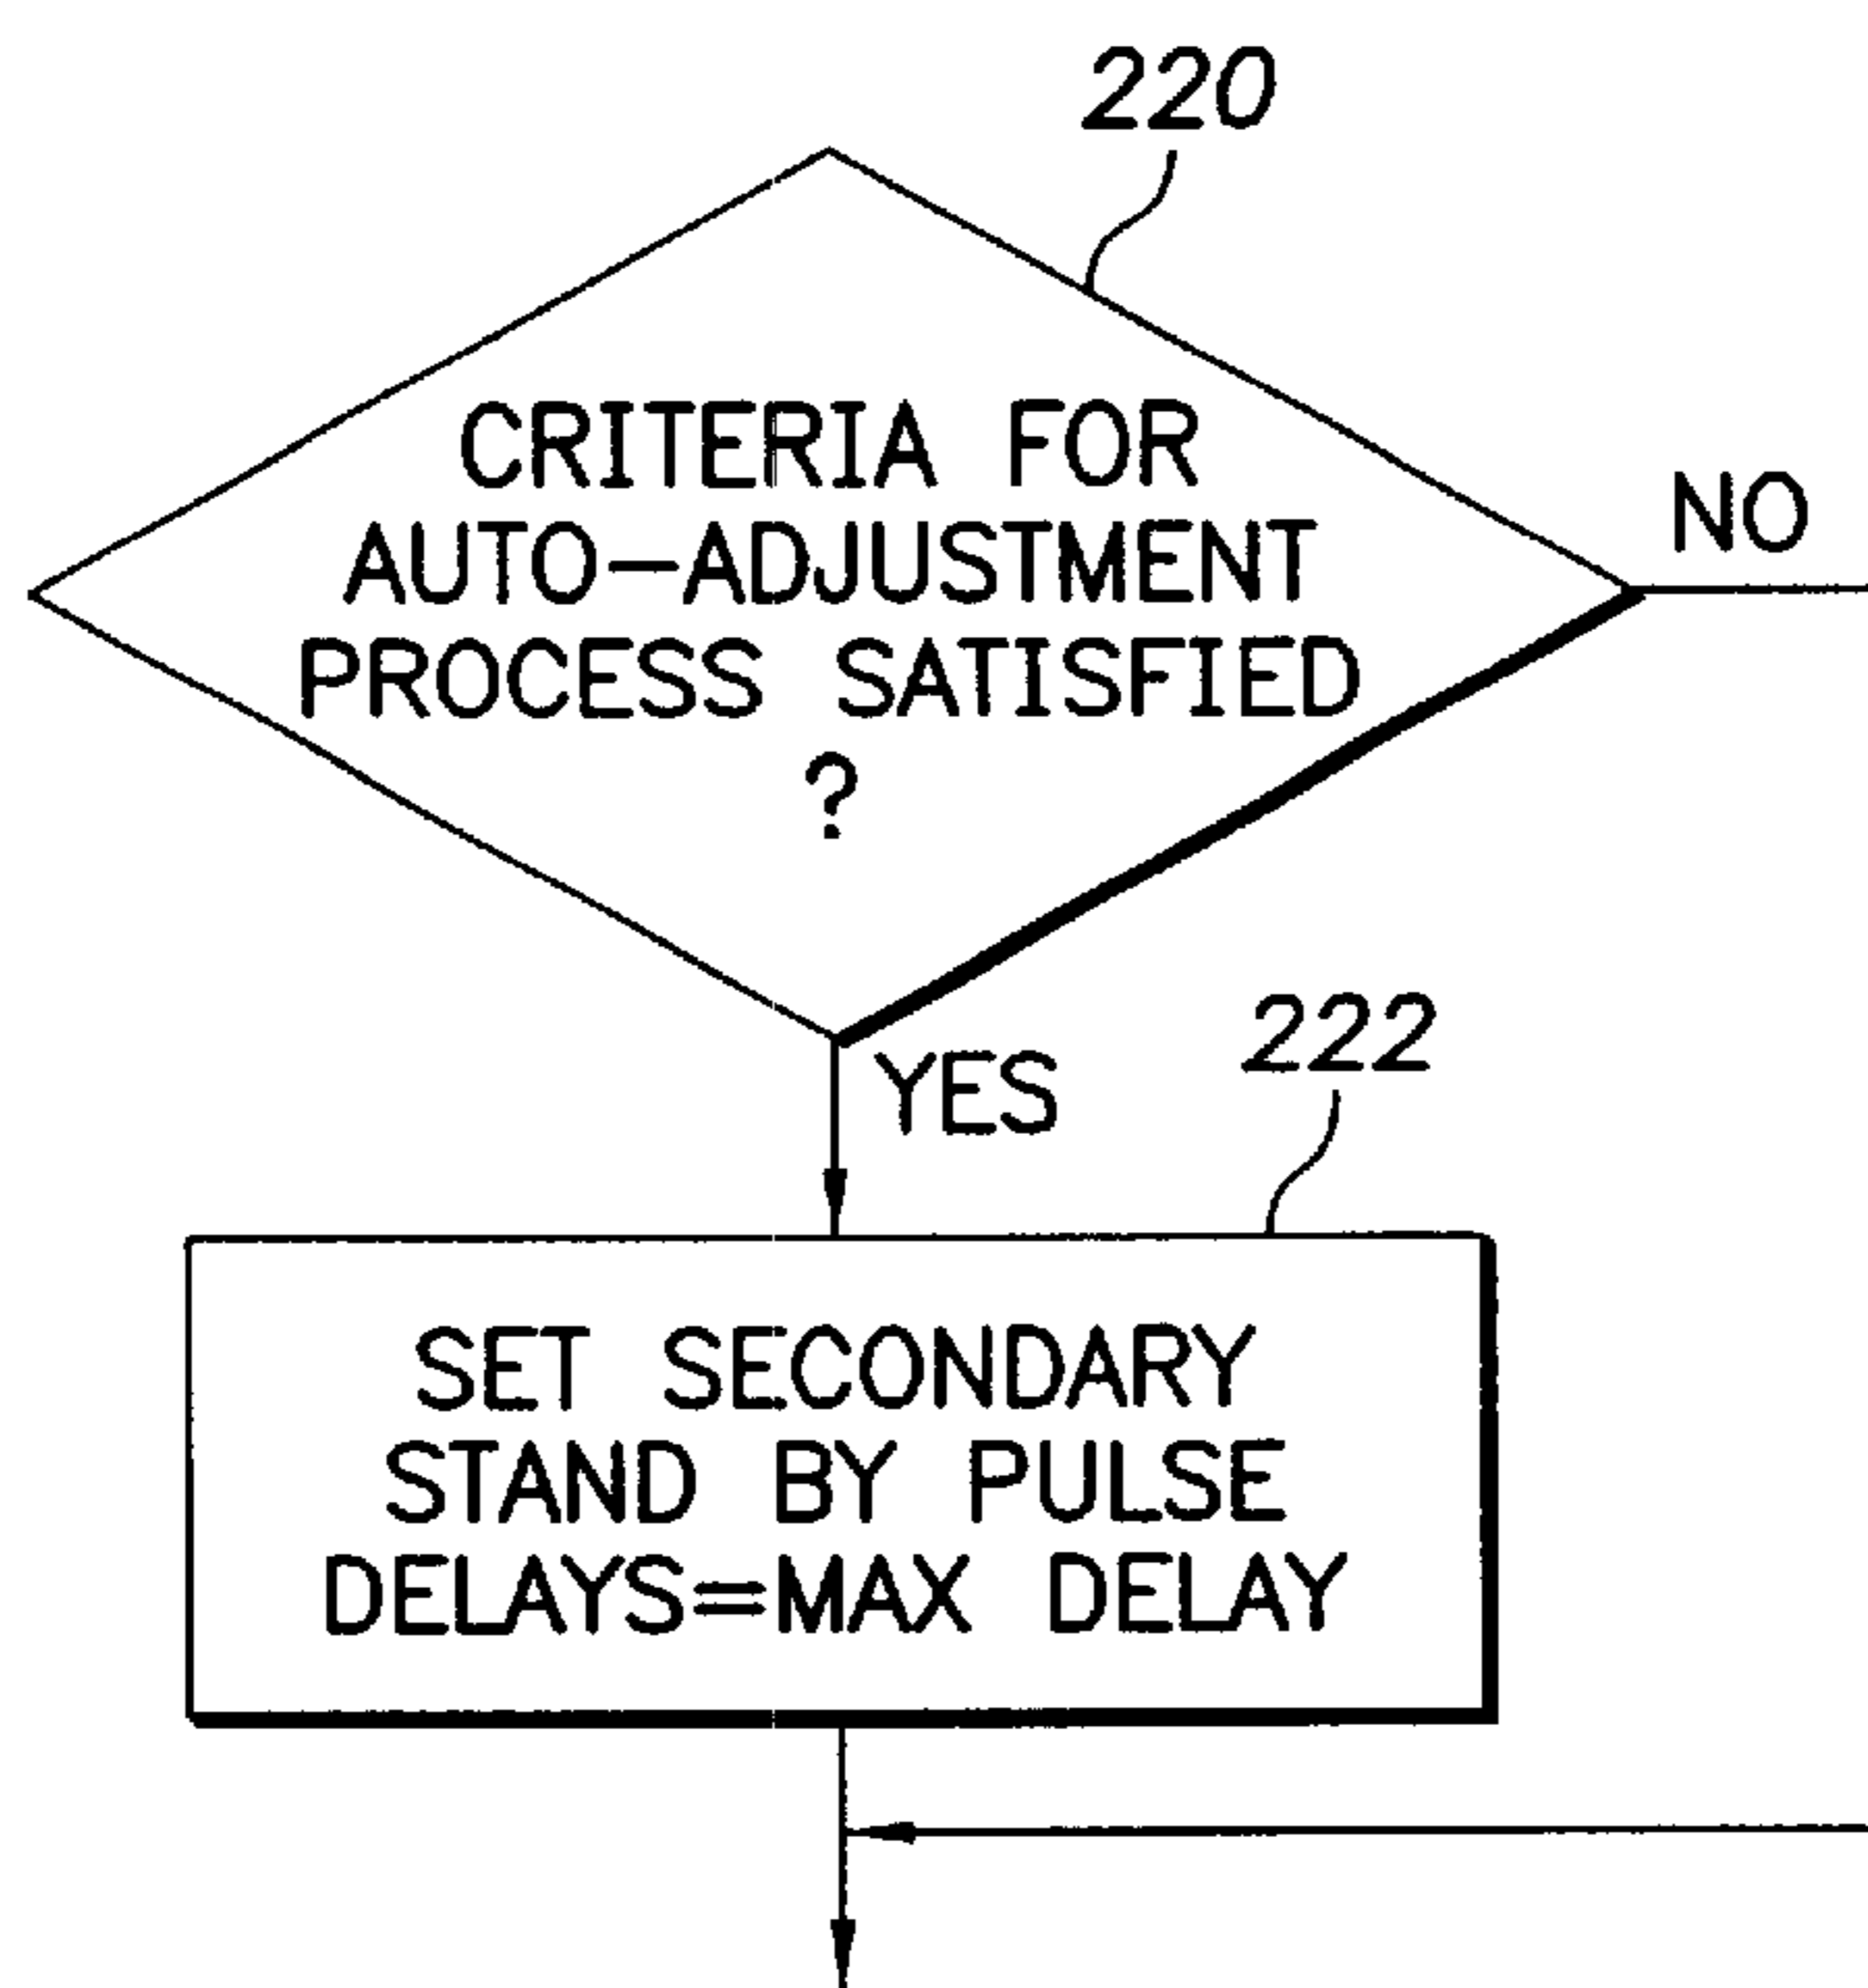 220
CRITERIA FOR
AUTO-ADJUSTMENT
PROCESS SATISFIED
?
NO
YES
222
SET SECONDARY
STAND BY PULSE
DELAYS=MAX DELAY